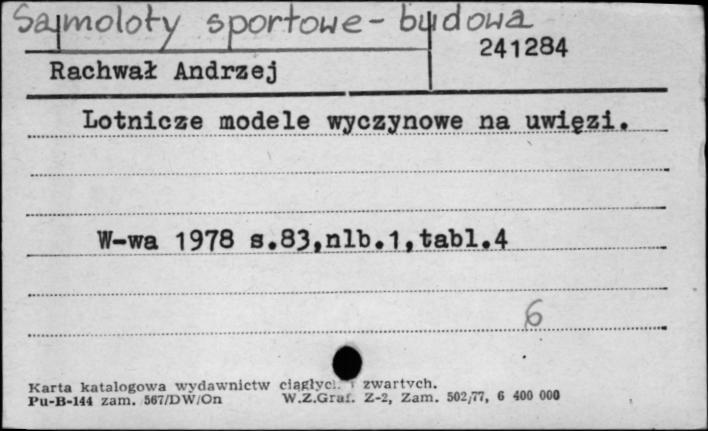 Samoloty sportowe - budowa
241284
Rachwał Andrzej
Lotnicze modele wyczynowe na uwięzi.
W-wa 1978 s.83,nlb.1,tabl.4
6
Karta katalogowa wydawnictw ciągłych i zwartych.
Pu-B-144 zam. 567/DW/On W.Z.Graf. Z-2, Zam. 502/77, 6 400 000